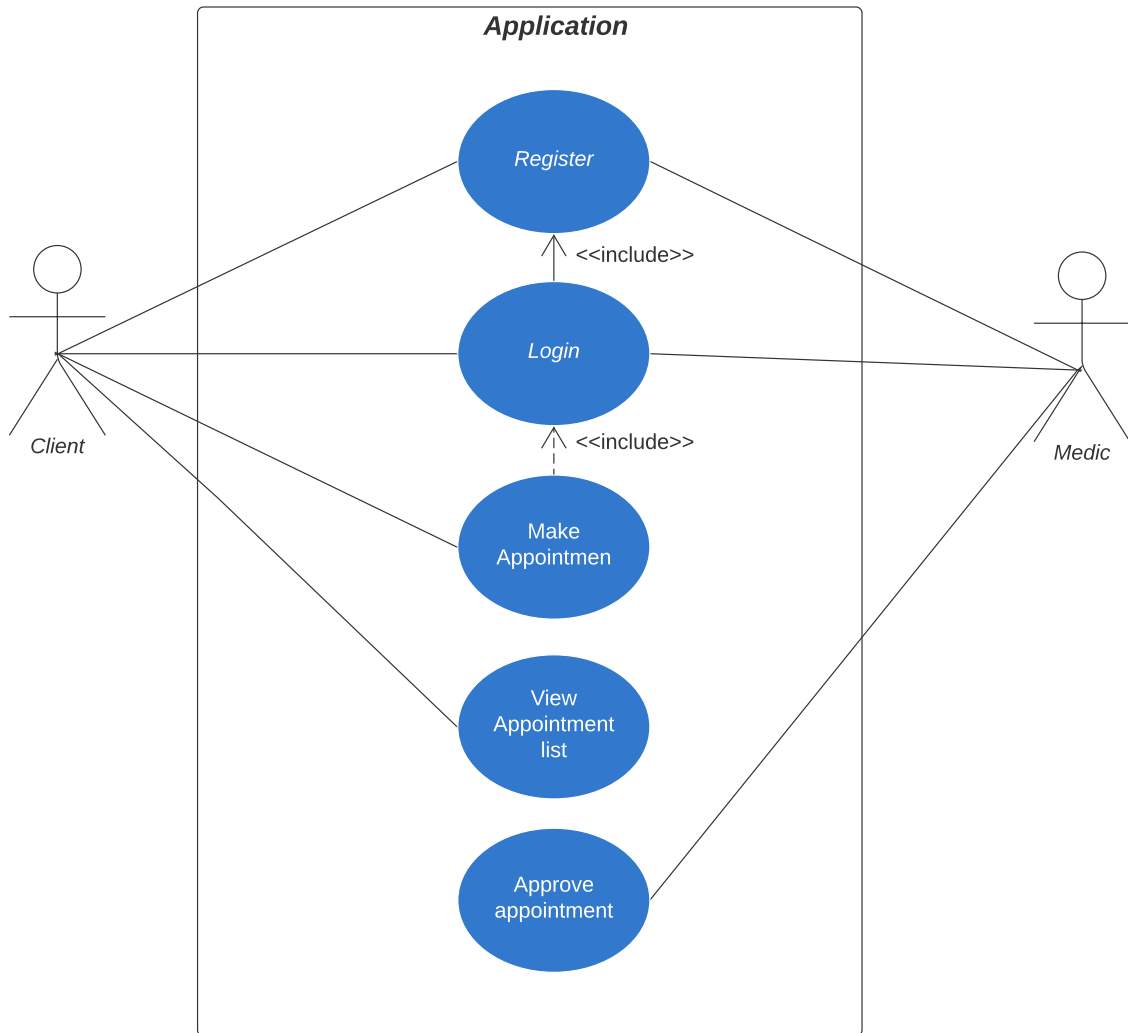 Application
Register
<<include>>
Login
<<include>>
Client
Medic
Make
Appointmen
View
Appointment
list
Approve
appointment